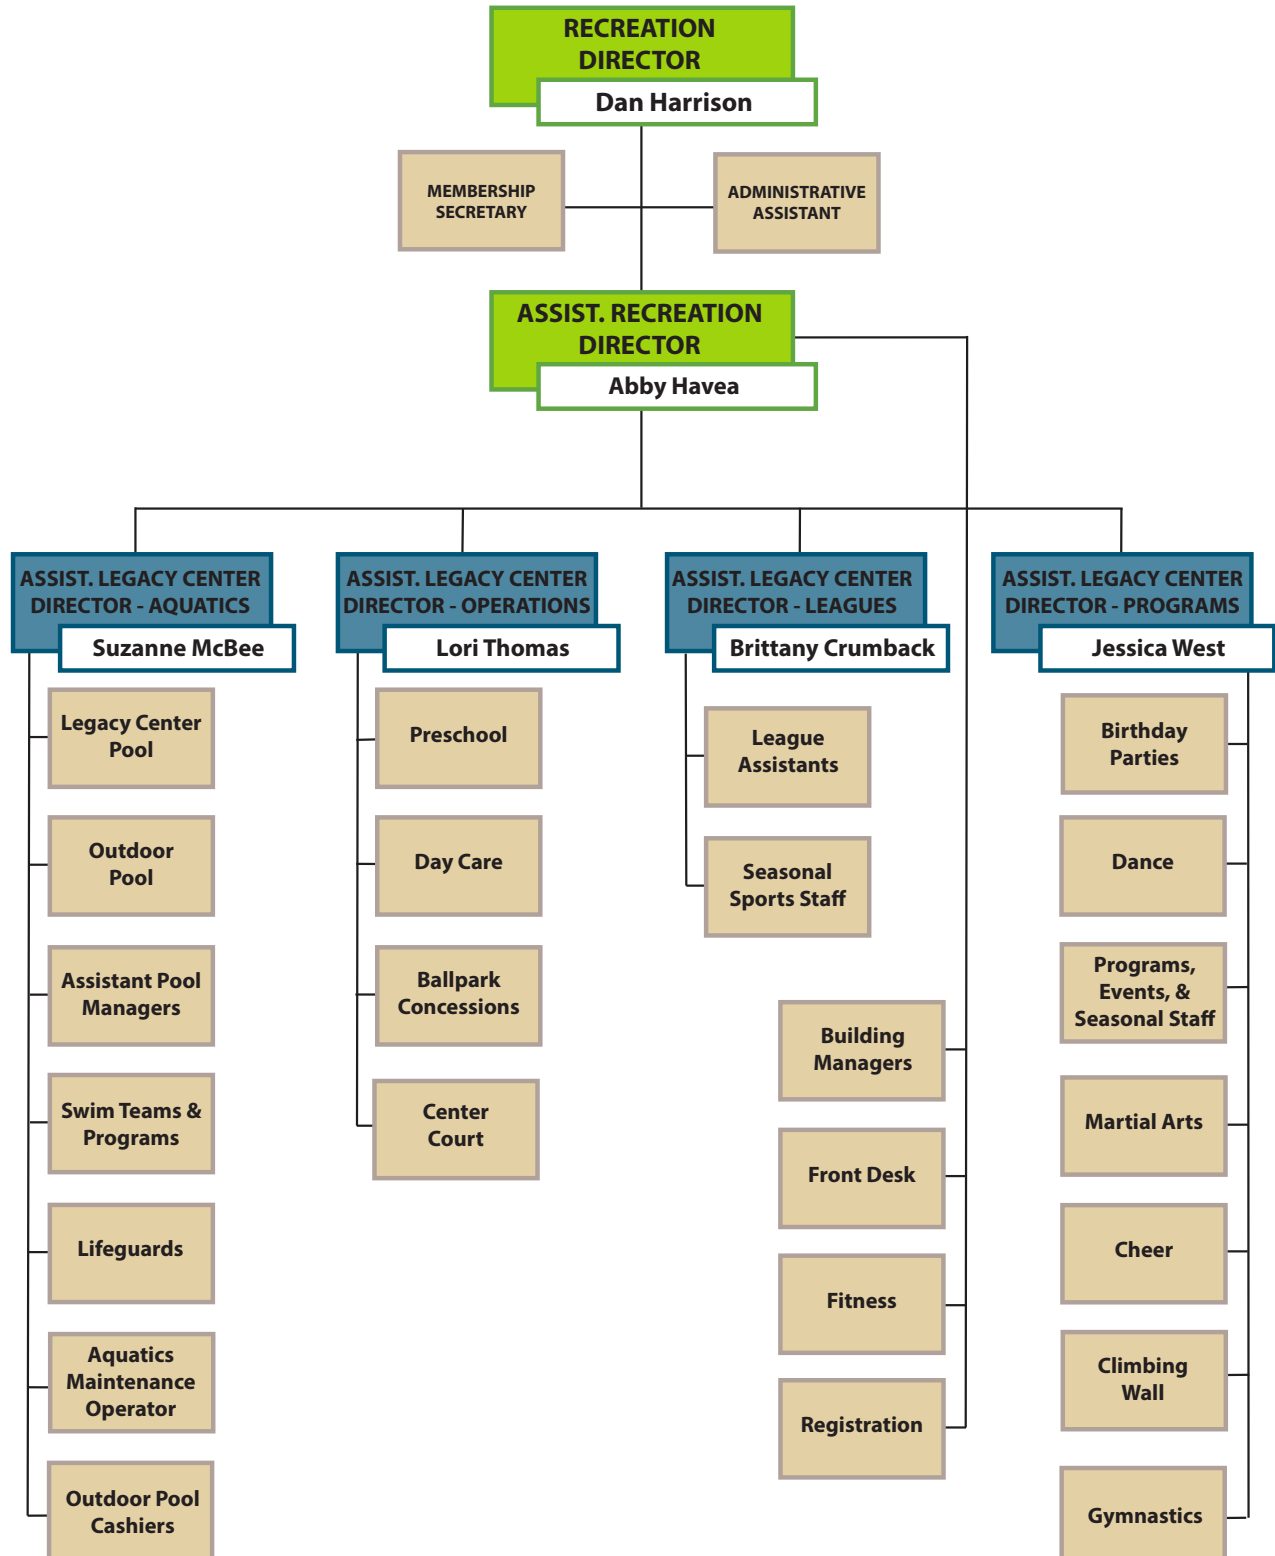 RECREATION
DIRECTOR
Dan Harrison
MEMBERSHIP
SECRETARY
ADMINISTRATIVE
ASSISTANT
ASSIST. RECREATION
DIRECTOR
Abby Havea
ASSIST. LEGACY CENTER
DIRECTOR - AQUATICS
Suzanne McBee
Legacy Center
Pool
Outdoor
Pool
Assistant Pool
Managers
Swim Teams &
Programs
Lifeguards
Aquatics
Maintenance
Operator
Outdoor Pool
Cashiers
ASSIST. LEGACY CENTER
DIRECTOR - OPERATIONS
Lori Thomas
Preschool
Day Care
Ballpark
Concessions
Center
Court
ASSIST. LEGACY CENTER
DIRECTOR - LEAGUES
Brittany Crumback
League
Assistants
Seasonal
Sports Staff
Building
Managers
Front Desk
Fitness
Registration
ASSIST. LEGACY CENTER
DIRECTOR - PROGRAMS
Jessica West
Birthday
Parties
Dance
Programs,
Events, &
Seasonal Staff
Martial Arts
Cheer
Climbing
Wall
Gymnastics